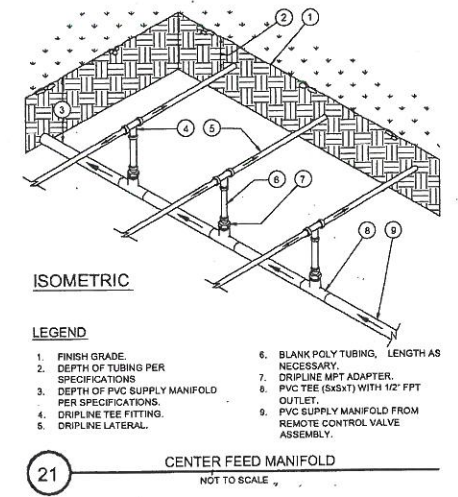 2
1
3
4
5
6
7
8
9
N
ISOMETRIC
LEGEND
1. FINISH GRADE.
2. DEPTH OF TUBING PER
SPECIFICATIONS
3. DEPTH OF PVC SUPPLY MANIFOLD
PER SPECIFICATIONS.
4. DRIPLINE TEE FITTING.
5. DRIPLINE LATERAL.
6. BLANK POLY TUBING, LENGTH AS
NECESSARY.
7. DRIPLINE MPT ADAPTER.
8. PVC TEE (SxSxT) WITH 1/2" FPT
OUTLET.
9. PVC SUPPLY MANIFOLD FROM
REMOTE CONTROL VALVE
ASSEMBLY.
21
CENTER FEED MANIFOLD
NOT TO SCALE